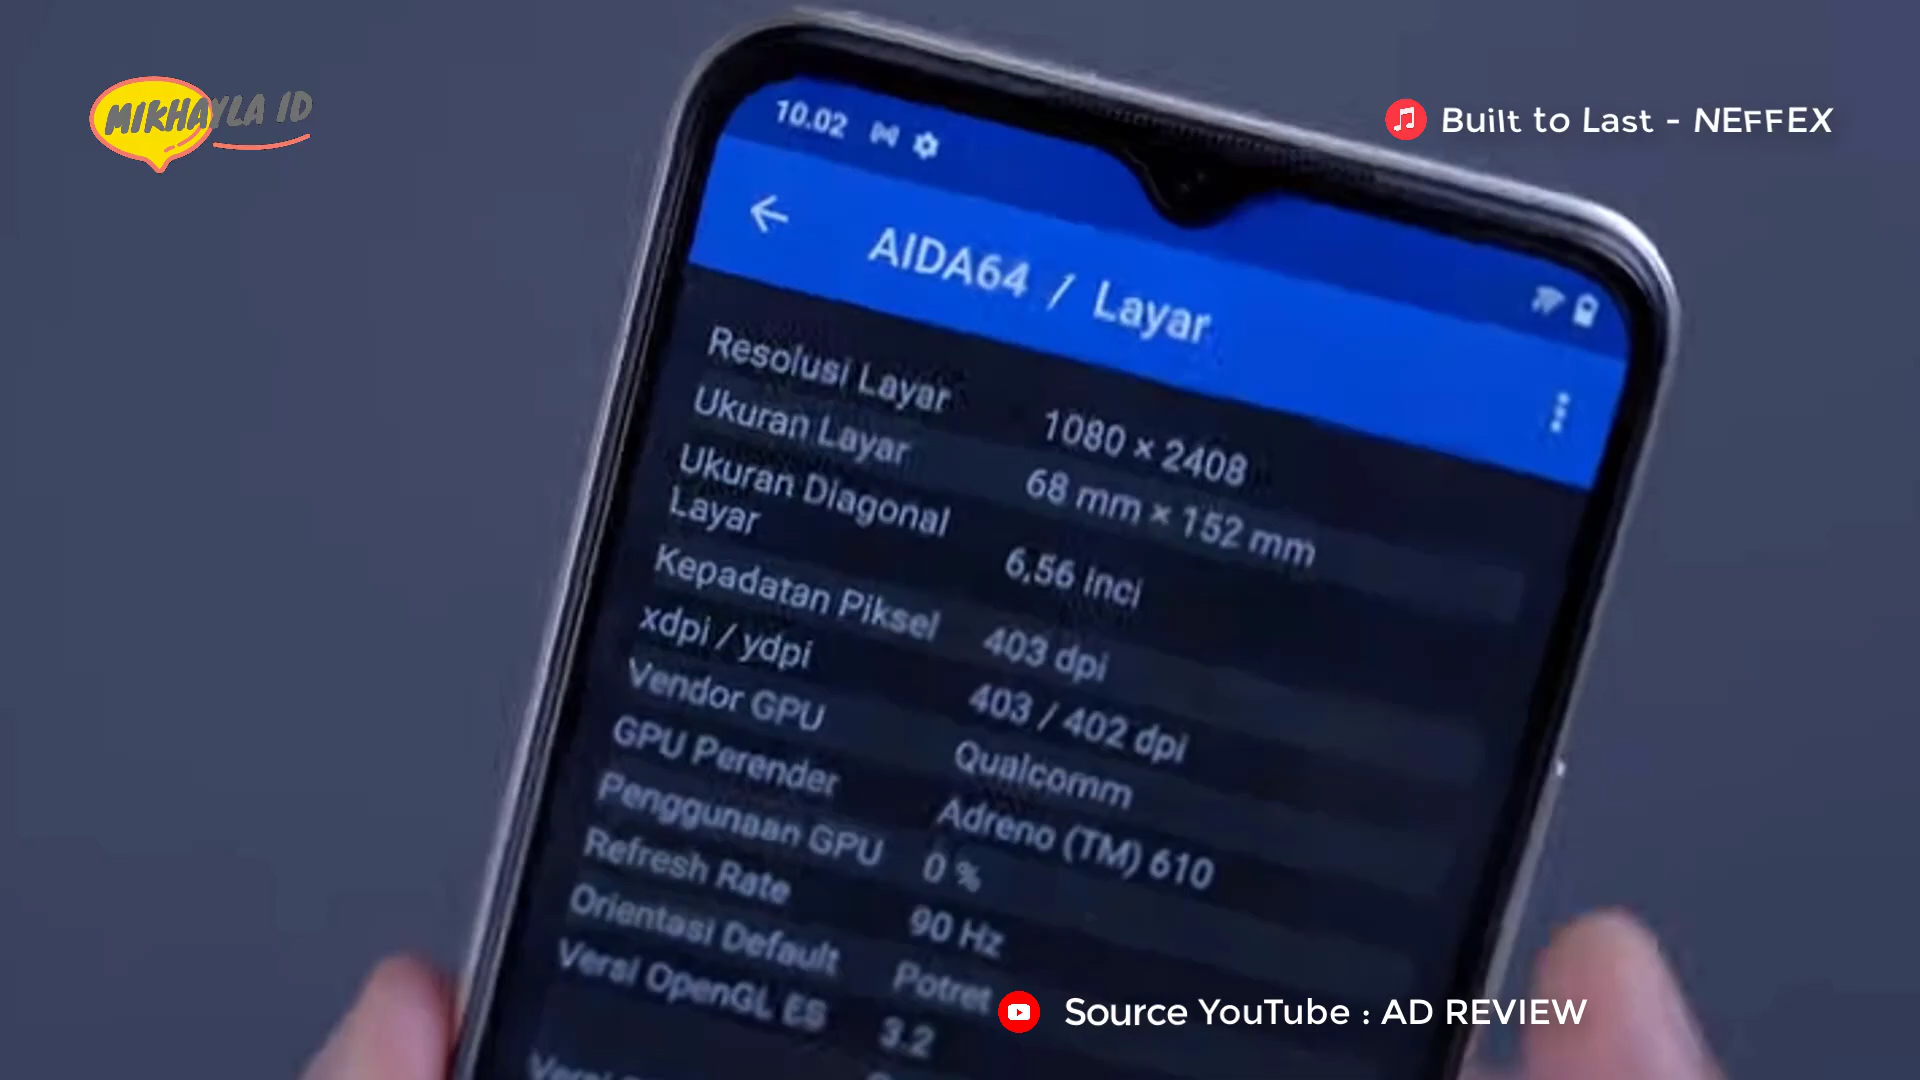 MIKHAYLA ID
Built to Last - NEFFEX
10.02
AIDA64 / Layar
Resolusi Layar 1080 × 2408
Ukuran Layar 68 mm × 152 mm
Ukuran Diagonal
Layar 6,56 inci
Kepadatan Piksel 403 dpi
xdpi / ydpi 403 / 402 dpi
Vendor GPU Qualcomm
GPU Perender Adreno (TM) 610
Penggunaan GPU 0 %
Refresh Rate 90 Hz
Orientasi Default Potret
Versi OpenGL ES 3.2
Source YouTube : AD REVIEW